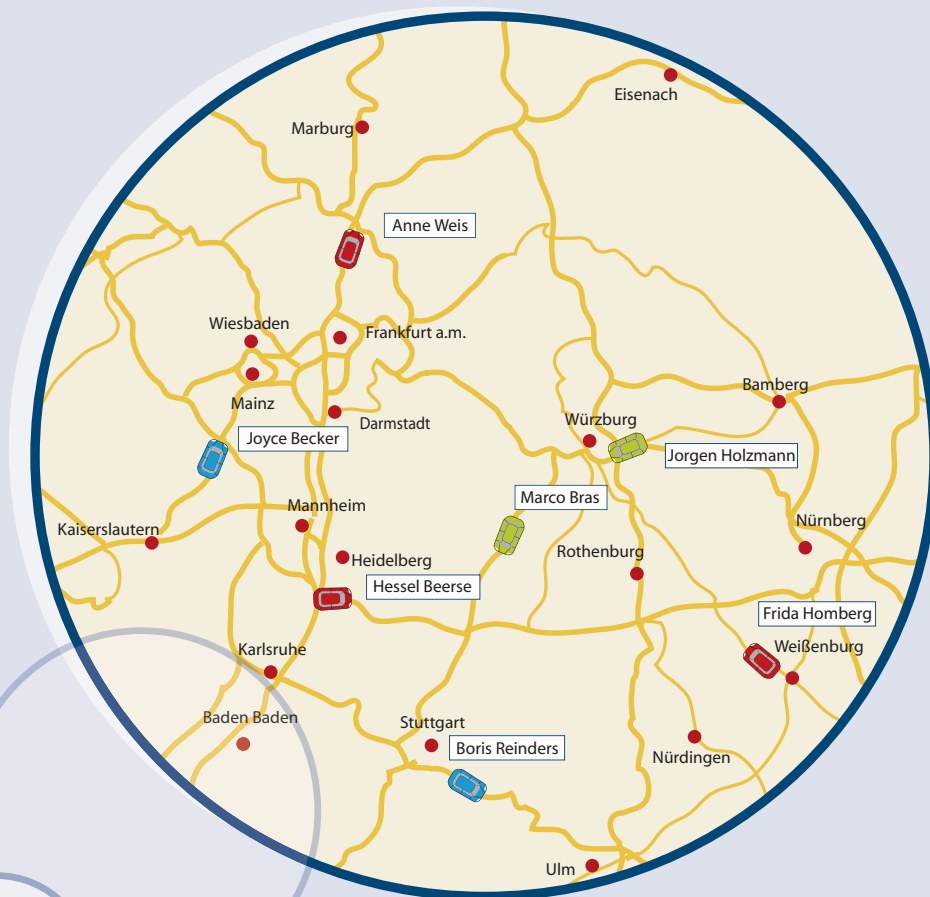 Eisenach
Marburg
Anne Weis
Wiesbaden
Frankfurt a.m.
Mainz
Bamberg
Darmstadt
Würzburg
Joyce Becker
Jorgen Holzmann
Marco Bras
Mannheim
Kaiserslautern
Nürnberg
Rothenburg
Heidelberg
Hessel Beerse
Frida Homberg
Karlsruhe
Weißenburg
Baden Baden
Stuttgart
Boris Reinders
Nürdingen
Ulm